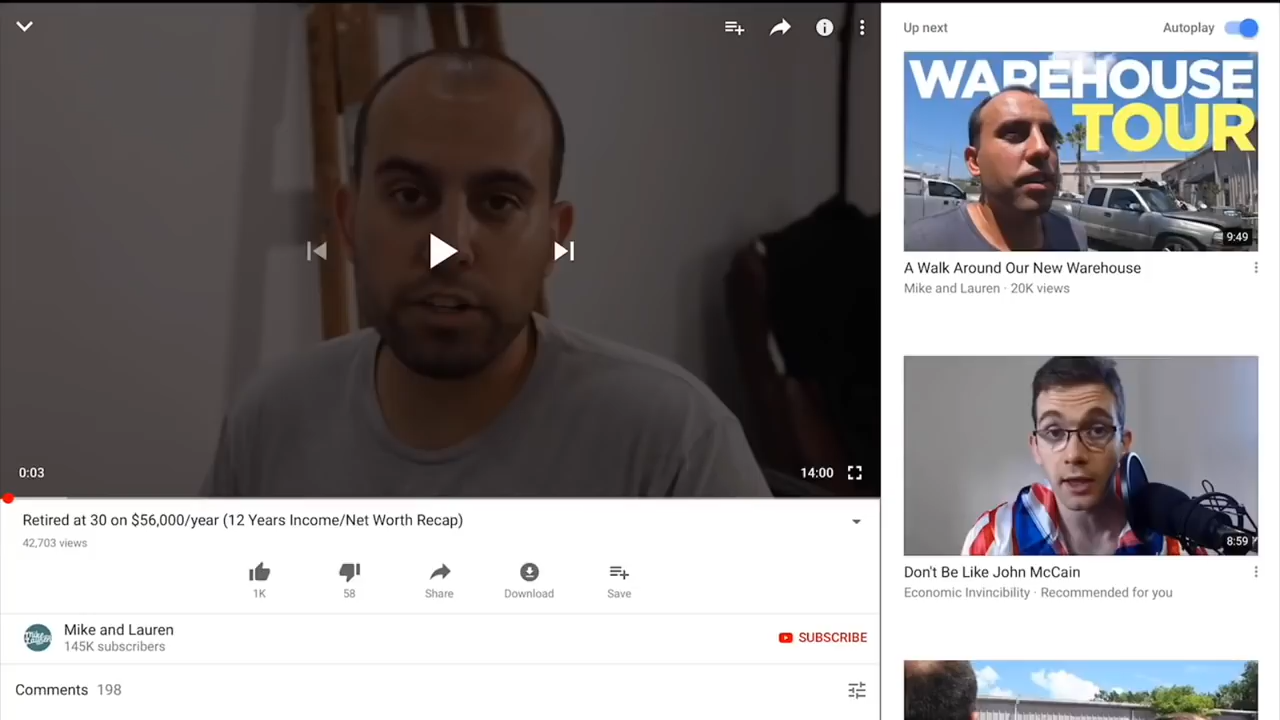 0:03
14:00
Retired at 30 on $56,000/year (12 Years Income/Net Worth Recap)
42,703 views
1K
58
Share
Download
Save
Mike and Lauren
145K subscribers
SUBSCRIBE
Comments 198
Up next
Autoplay
WAREHOUSE
TOUR
9:49
A Walk Around Our New Warehouse
Mike and Lauren · 20K views
8:59
Don't Be Like John McCain
Economic Invincibility · Recommended for you